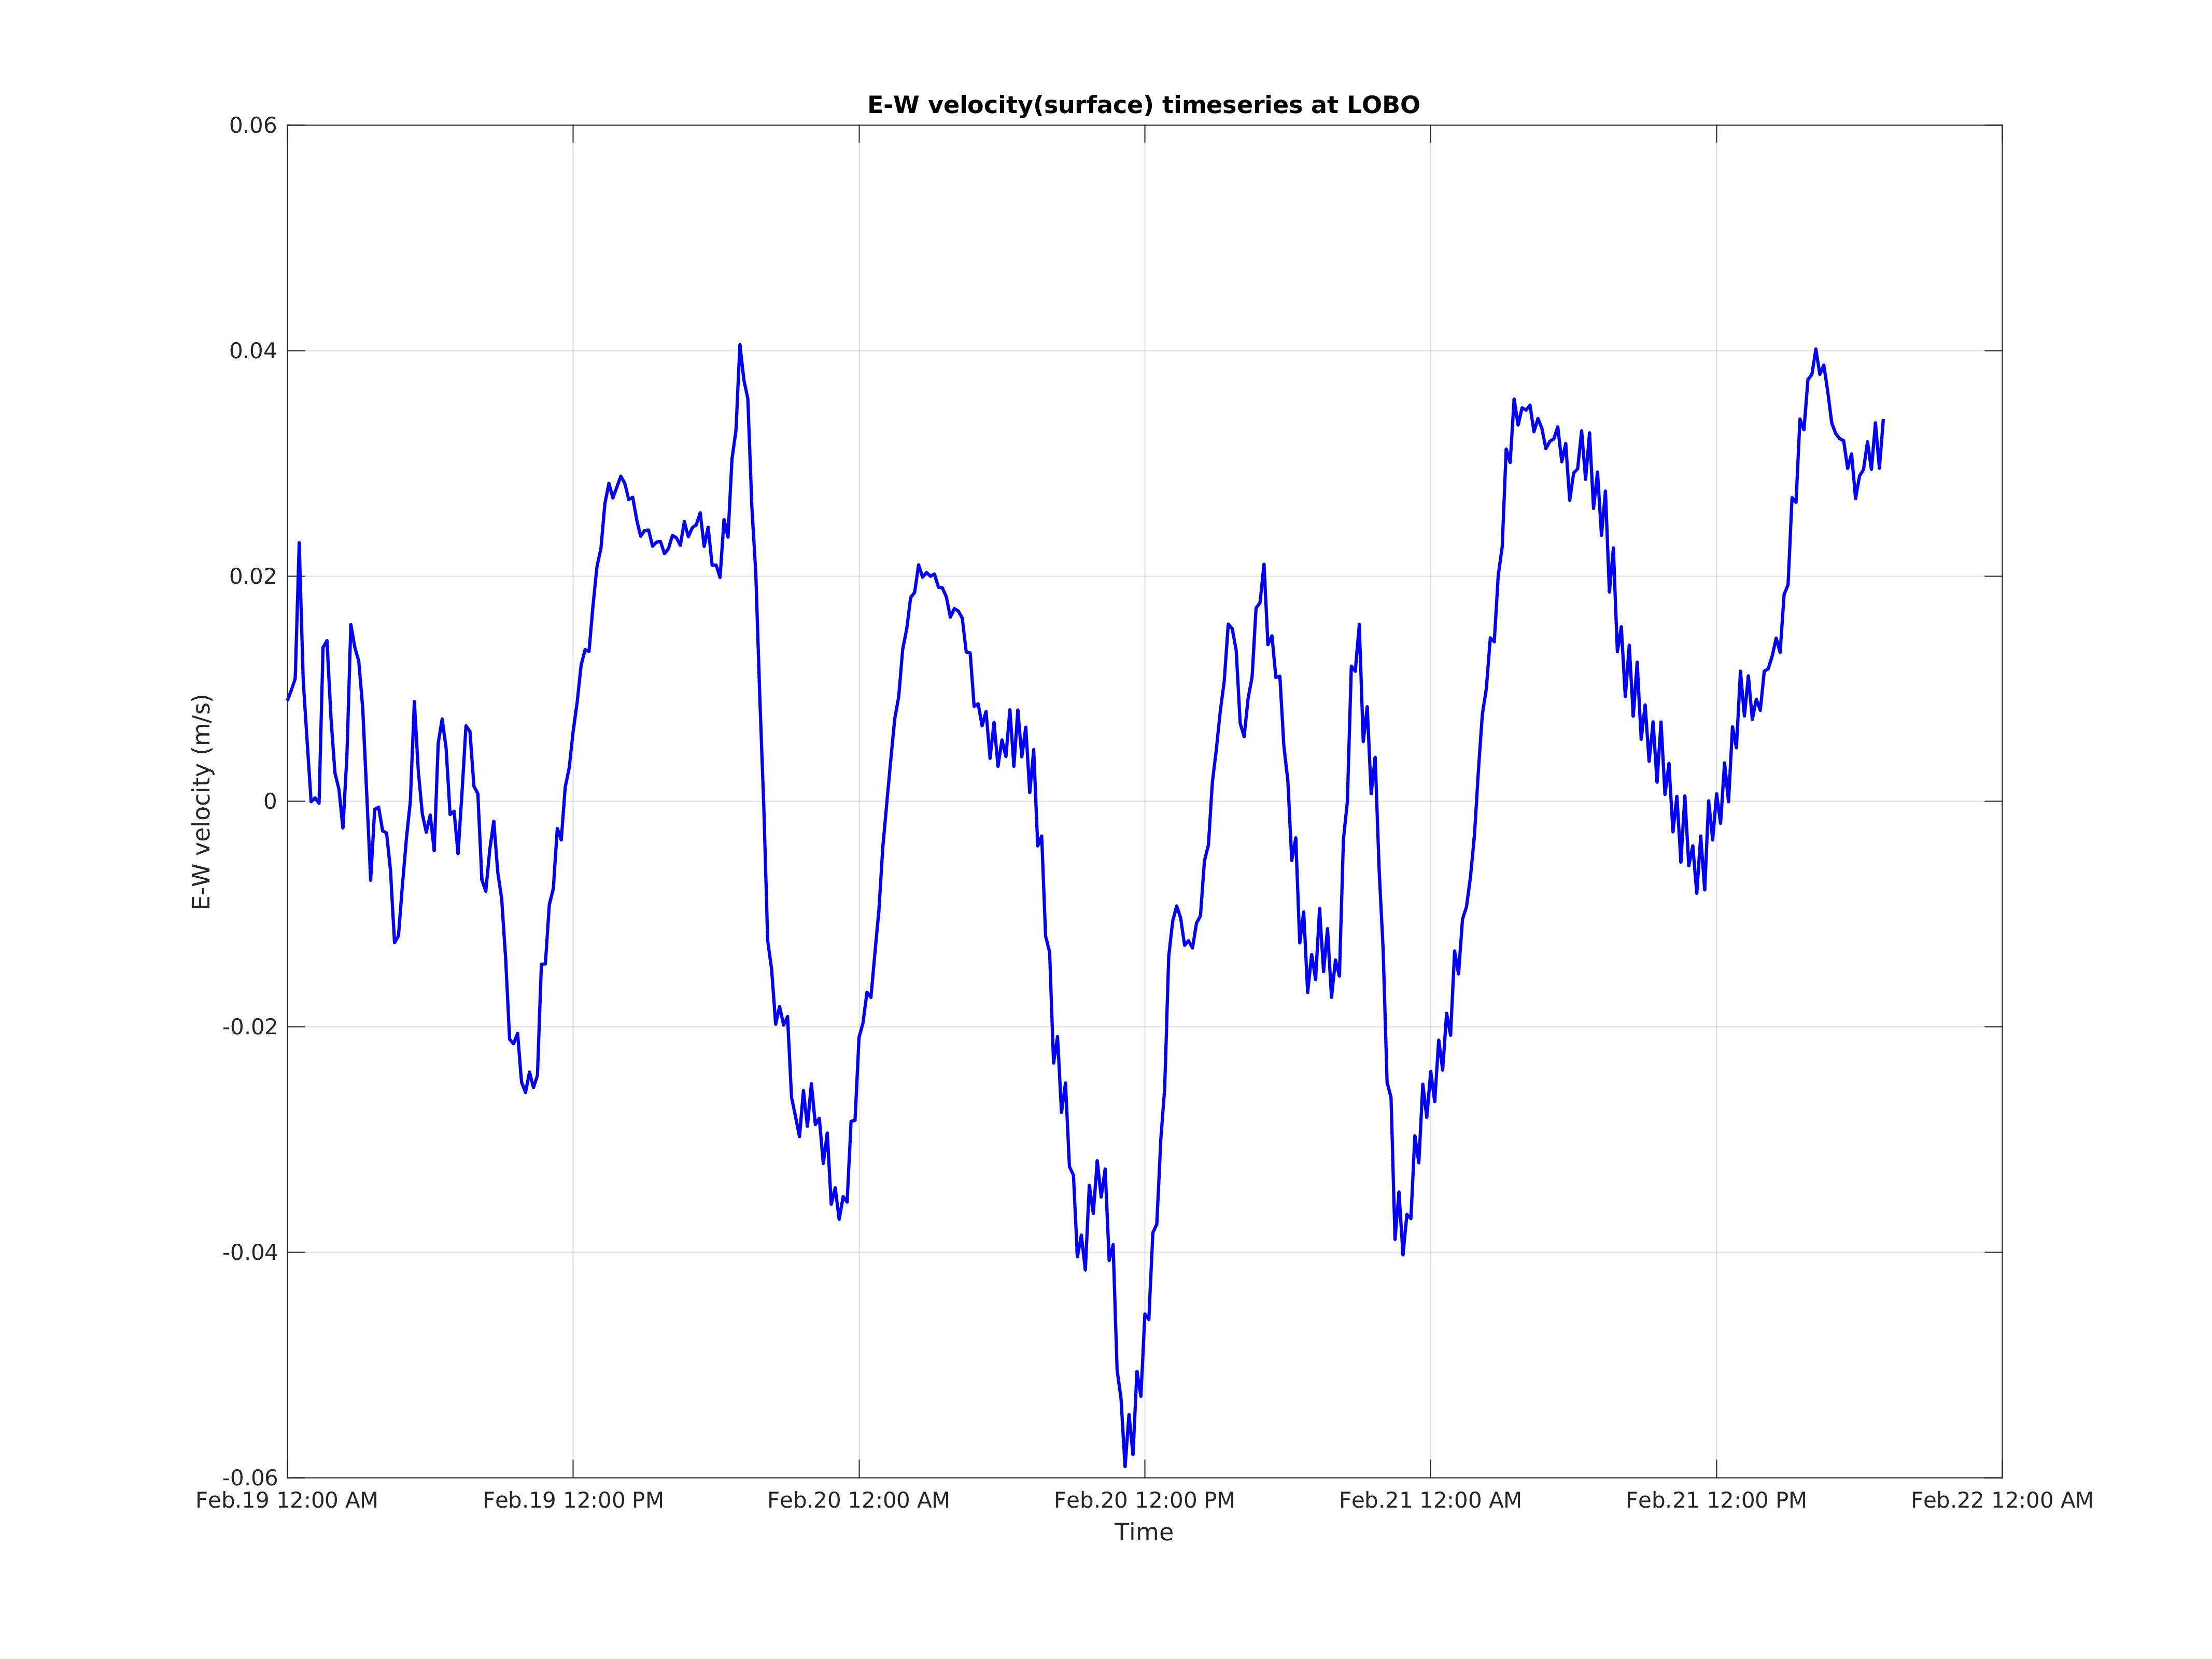 E-W velocity(surface) timeseries at LOBO
0.06
0.04
0.02
0
-0.02
-0.04
-0.06
E-W velocity (m/s)
Feb.19 12:00 AM Feb.19 12:00 PM Feb.20 12:00 AM Feb.20 12:00 PM Feb.21 12:00 AM Feb.21 12:00 PM Feb.22 12:00 AM
Time